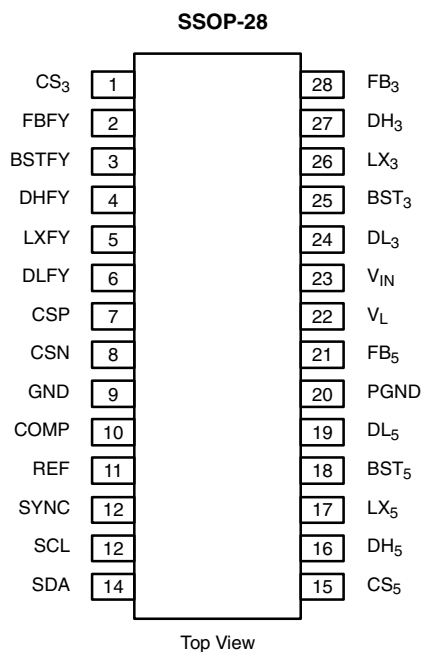 SSOP-28
CS3 1 28 FB3
FBFY 2 27 DH3
BSTFY 3 26 LX3
DHFY 4 25 BST3
LXFY 5 24 DL3
DLFY 6 23 VIN
CSP 7 22 VL
CSN 8 21 FB5
GND 9 20 PGND
COMP 10 19 DL5
REF 11 18 BST5
SYNC 12 17 LX5
SCL 12 16 DH5
SDA 14 15 CS5
Top View